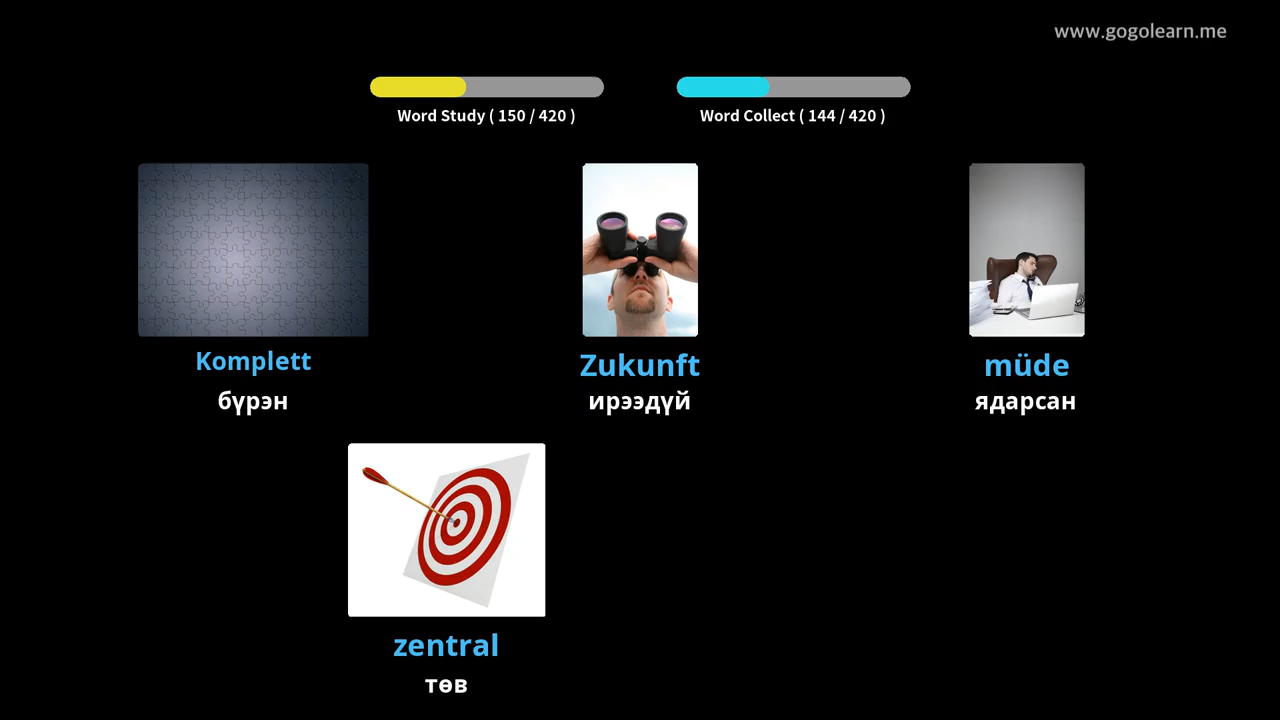 www.gogolearn.me
Word Study ( 150 / 420 )
Word Collect ( 144 / 420 )
Komplett
бүрэн
Zukunft
ирээдүй
müde
ядарсан
zentral
төв